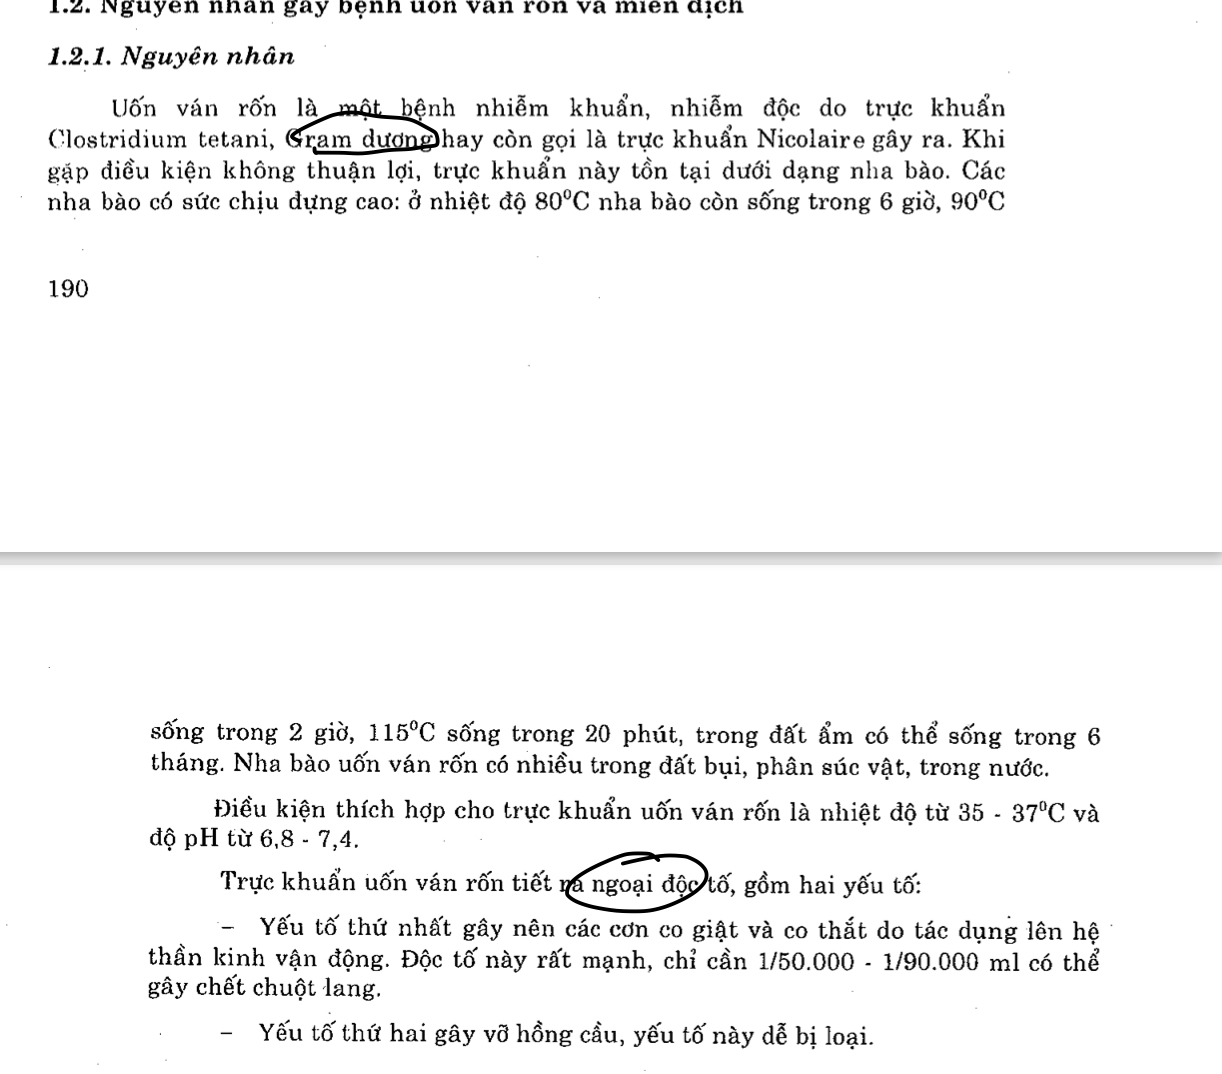 1.2. Nguyên nhân gây bệnh uốn ván rốn và miễn dịch
1.2.1. Nguyên nhân
Uốn ván rốn là một bệnh nhiễm khuẩn, nhiễm độc do trực khuẩn
Clostridium tetani, Gram dương hay còn gọi là trực khuẩn Nicolaire gây ra. Khi
gặp điều kiện không thuận lợi, trực khuẩn này tồn tại dưới dạng nha bào. Các
nha bào có sức chịu đựng cao: ở nhiệt độ 80⁰C nha bào còn sống trong 6 giờ, 90⁰C
190
sống trong 2 giờ, 115⁰C sống trong 20 phút, trong đất ẩm có thể sống trong 6
tháng. Nha bào uốn ván rốn có nhiều trong đất bụi, phân súc vật, trong nước.
Điều kiện thích hợp cho trực khuẩn uốn ván rốn là nhiệt độ từ 35 - 37⁰C và
độ pH từ 6,8 - 7,4.
Trực khuẩn uốn ván rốn tiết ra ngoại độc tố, gồm hai yếu tố:
– Yếu tố thứ nhất gây nên các cơn co giật và co thắt do tác dụng lên hệ
thần kinh vận động. Độc tố này rất mạnh, chỉ cần 1/50.000 - 1/90.000 ml có thể
gây chết chuột lang.
– Yếu tố thứ hai gây vỡ hồng cầu, yếu tố này dễ bị loại.